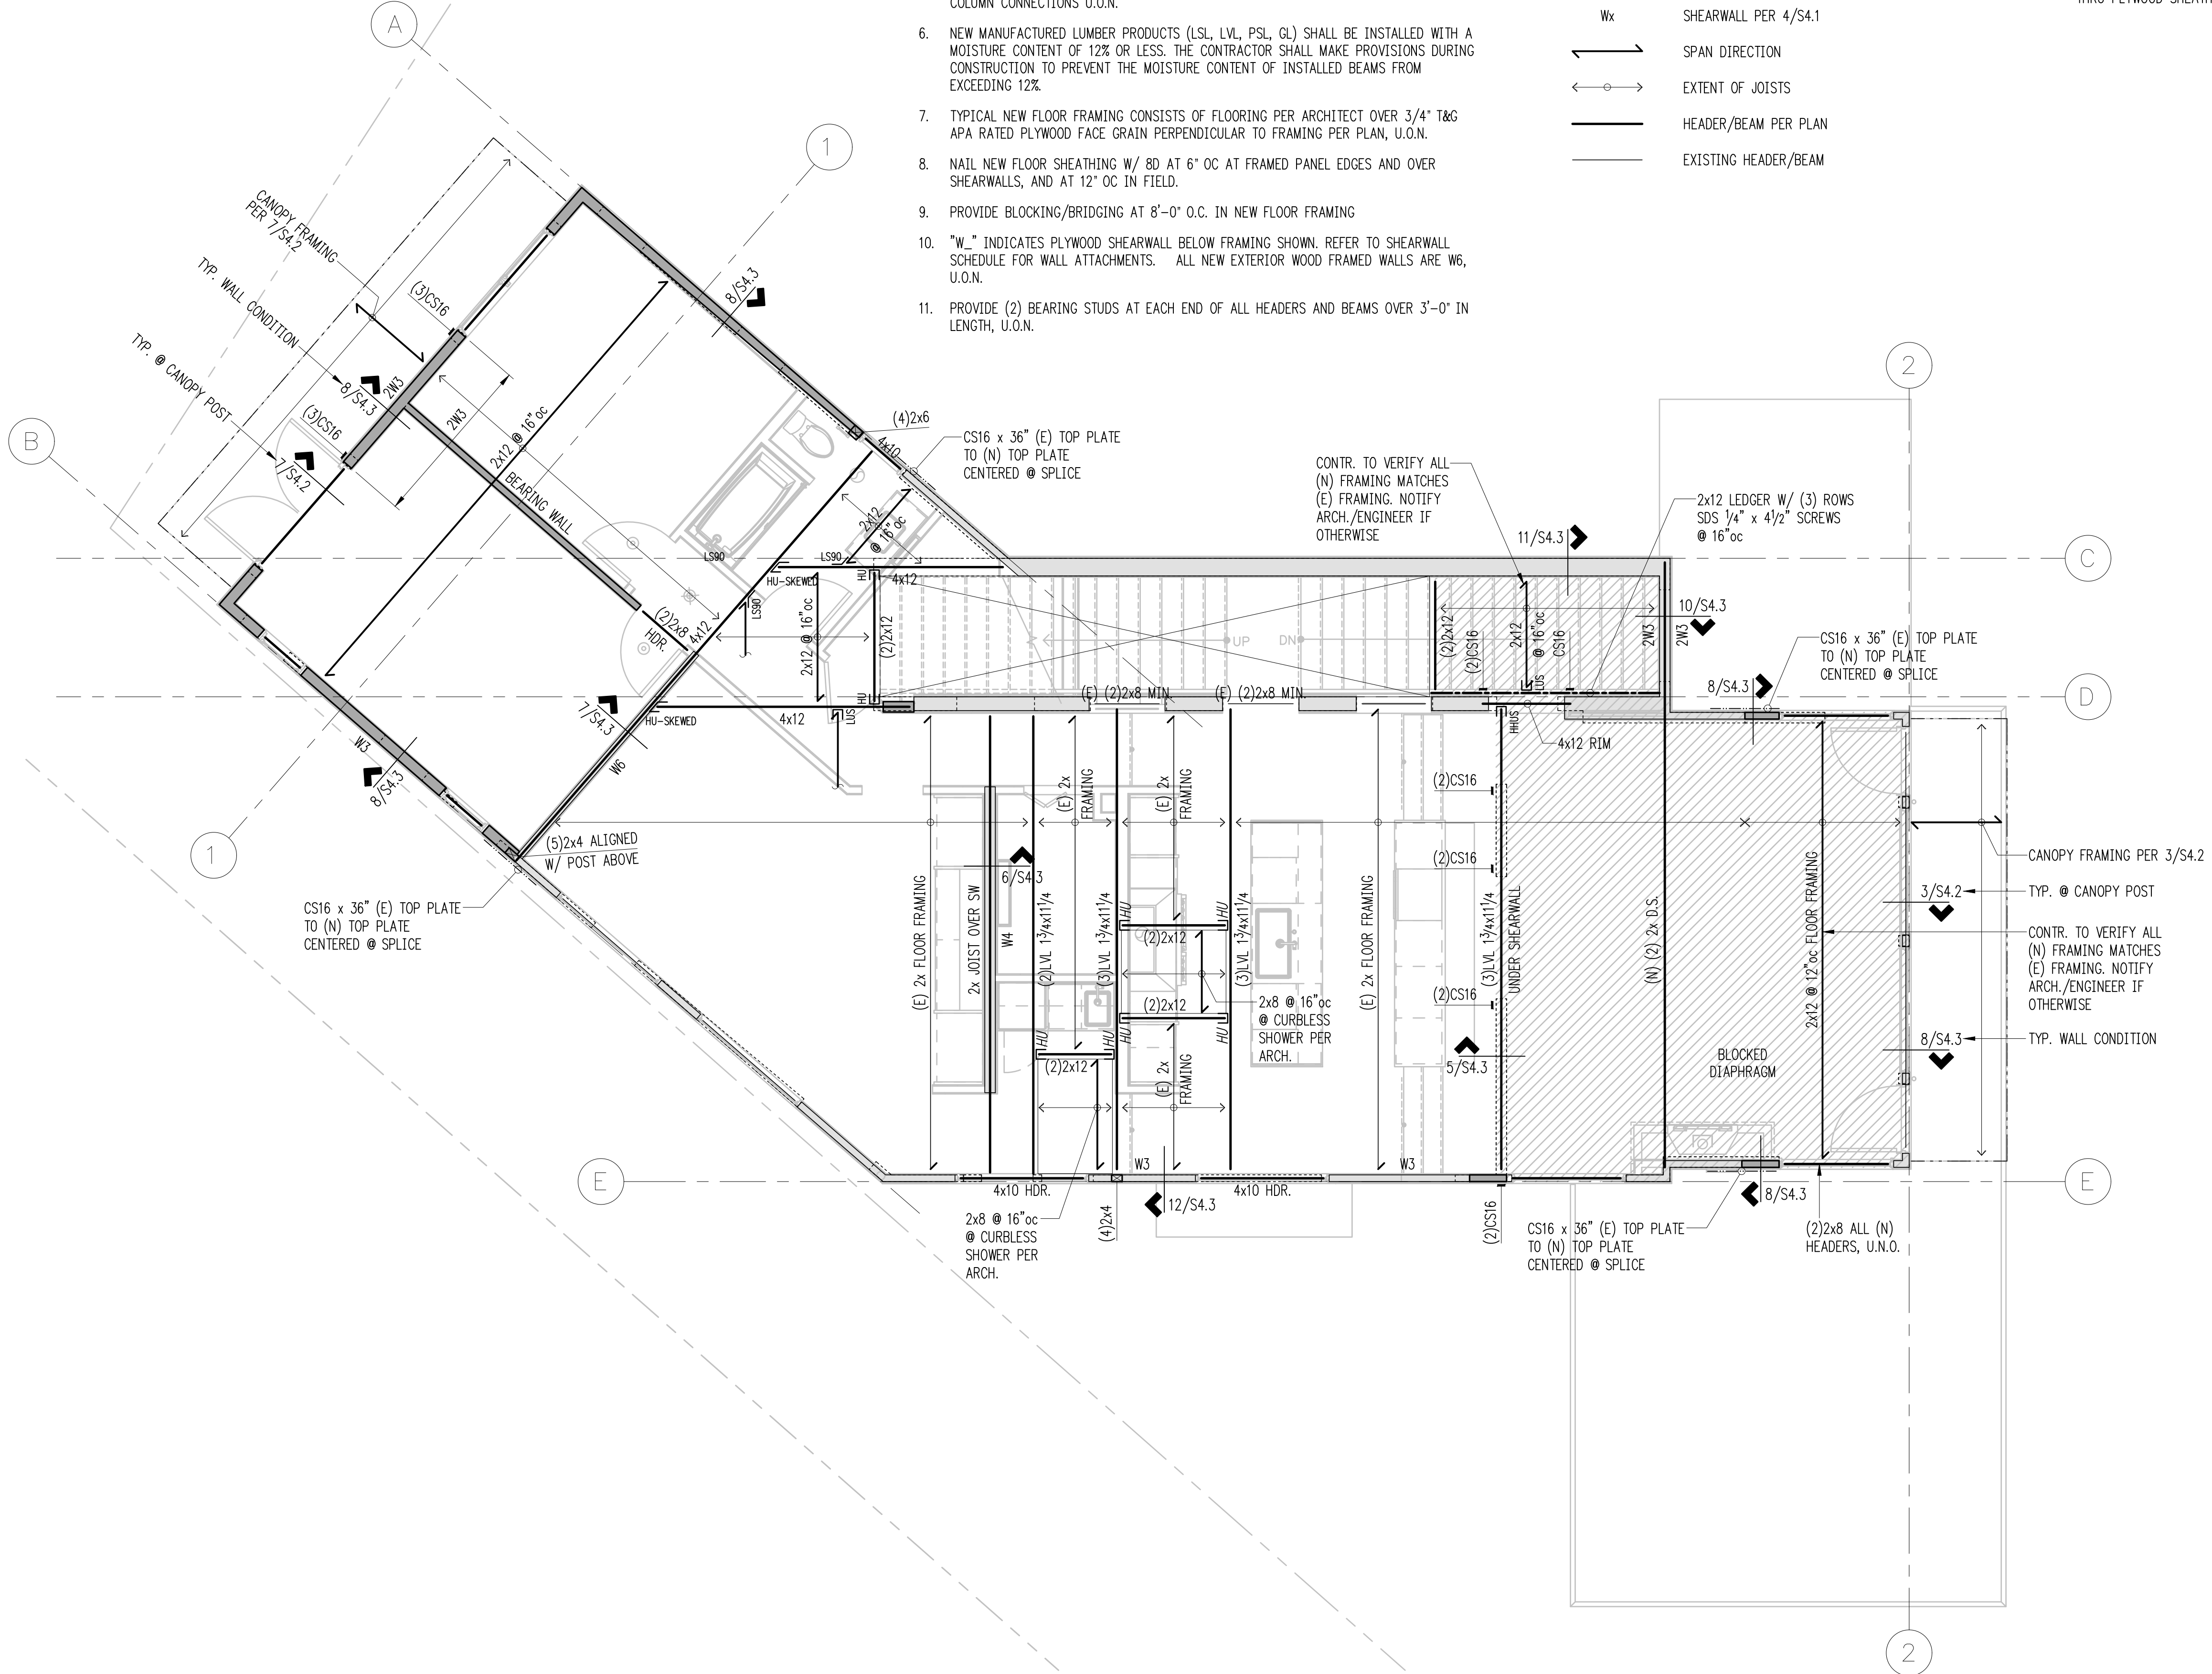 COLUMN CONNECTIONS U.O.N.
6. NEW MANUFACTURED LUMBER PRODUCTS (LSL, LVL, PSL, GL) SHALL BE INSTALLED WITH A
MOISTURE CONTENT OF 12% OR LESS. THE CONTRACTOR SHALL MAKE PROVISIONS DURING
CONSTRUCTION TO PREVENT THE MOISTURE CONTENT OF INSTALLED BEAMS FROM
EXCEEDING 12%.
7. TYPICAL NEW FLOOR FRAMING CONSISTS OF FLOORING PER ARCHITECT OVER 3/4" T&G
APA RATED PLYWOOD FACE GRAIN PERPENDICULAR TO FRAMING PER PLAN, U.O.N.
8. NAIL NEW FLOOR SHEATHING W/ 8D AT 6" OC AT FRAMED PANEL EDGES AND OVER
SHEARWALLS, AND AT 12" OC IN FIELD.
9. PROVIDE BLOCKING/BRIDGING AT 8'-0" O.C. IN NEW FLOOR FRAMING
10. "W_" INDICATES PLYWOOD SHEARWALL BELOW FRAMING SHOWN. REFER TO SHEARWALL
SCHEDULE FOR WALL ATTACHMENTS. ALL NEW EXTERIOR WOOD FRAMED WALLS ARE W6,
U.O.N.
11. PROVIDE (2) BEARING STUDS AT EACH END OF ALL HEADERS AND BEAMS OVER 3'-0" IN
LENGTH, U.O.N.
Wx SHEARWALL PER 4/S4.1
SPAN DIRECTION
EXTENT OF JOISTS
HEADER/BEAM PER PLAN
EXISTING HEADER/BEAM
A
1
B
2
C
D
E
E
1
2
CANOPY FRAMING
PER 7/S4.2
TYP. WALL CONDITION
TYP. @ CANOPY POST
(3)CS16
8/S4.3
2W3
2W3
(3)CS16
7/S4.2
8/S4.3
2x12 @ 16"oc
BEARING WALL
(4)2x6
4x10
CS16 x 36" (E) TOP PLATE
TO (N) TOP PLATE
CENTERED @ SPLICE
2x12
@ 16"oc
LS90
LS90
LS90
HU-SKEWED
HU
4x12
(2)2x8
HDR.
4x12
2x12 @ 16"oc
(2)2x12
HU
HU-SKEWED
4x12
LUS
7/S4.3
W6
W3
8/S4.3
(5)2x4 ALIGNED
W/ POST ABOVE
CS16 x 36" (E) TOP PLATE
TO (N) TOP PLATE
CENTERED @ SPLICE
UP
DN
(E) (2)2x8 MIN.
(E) (2)2x8 MIN.
CONTR. TO VERIFY ALL
(N) FRAMING MATCHES
(E) FRAMING. NOTIFY
ARCH./ENGINEER IF
OTHERWISE
11/S4.3
2x12 LEDGER W/ (3) ROWS
SDS 1/4" x 4 1/2" SCREWS
@ 16"oc
10/S4.3
(2)2x12
(2)CS16
2x12
@ 16"oc
CS16
LUS
2W3
2W3
CS16 x 36" (E) TOP PLATE
TO (N) TOP PLATE
CENTERED @ SPLICE
8/S4.3
HHUS
4x12 RIM
(E) 2x FLOOR FRAMING
2x JOIST OVER SW
W4
6/S4.3
(E) 2x
FRAMING
(2)LVL 1 3/4x11 1/4
(3)LVL 1 3/4x11 1/4
(E) 2x
FRAMING
HU
HU
(2)2x12
(2)2x12
HU
HU
(3)LVL 1 3/4x11 1/4
2x8 @ 16"oc
@ CURBLESS
SHOWER PER
ARCH.
HU
HU
(2)2x12
(E) 2x
FRAMING
(E) 2x FLOOR FRAMING
(2)CS16
(2)CS16
(2)CS16
(3)LVL 1 3/4x11 1/4
UNDER SHEARWALL
5/S4.3
(N) (2) 2x D.S.
BLOCKED
DIAPHRAGM
2x12 @ 12"oc FLOOR FRAMING
CANOPY FRAMING PER 3/S4.2
3/S4.2
TYP. @ CANOPY POST
CONTR. TO VERIFY ALL
(N) FRAMING MATCHES
(E) FRAMING. NOTIFY
ARCH./ENGINEER IF
OTHERWISE
8/S4.3
TYP. WALL CONDITION
W3
W3
4x10 HDR.
4x10 HDR.
(4)2x4
12/S4.3
(2)CS16
2x8 @ 16"oc
@ CURBLESS
SHOWER PER
ARCH.
CS16 x 36" (E) TOP PLATE
TO (N) TOP PLATE
CENTERED @ SPLICE
8/S4.3
(2)2x8 ALL (N)
HEADERS, U.N.O.